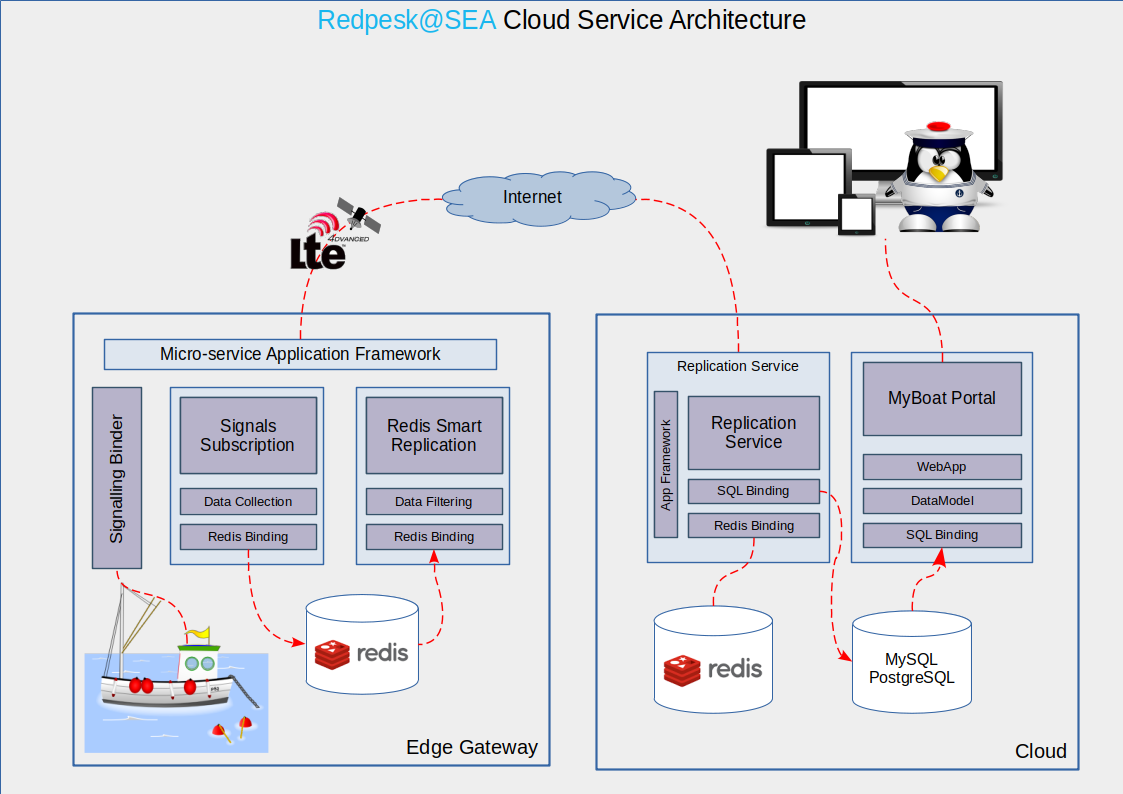 Redpesk@SEA Cloud Service Architecture
Internet
4DVANCED
Lte
Micro-service Application Framework
Signalling Binder
Signals
Subscription
Data Collection
Redis Binding
Redis Smart
Replication
Data Filtering
Redis Binding
redis
Edge Gateway
Replication Service
App Framework
Replication
Service
SQL Binding
Redis Binding
MyBoat Portal
WebApp
DataModel
SQL Binding
redis
MySQL
PostgreSQL
Cloud